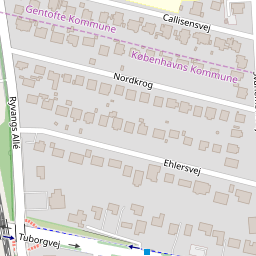 Callisensvej
Gentofte Kommune
Københavns Kommune
Nordkrog
Ryvangs Allé
Ehlersvej
Tuborgvej